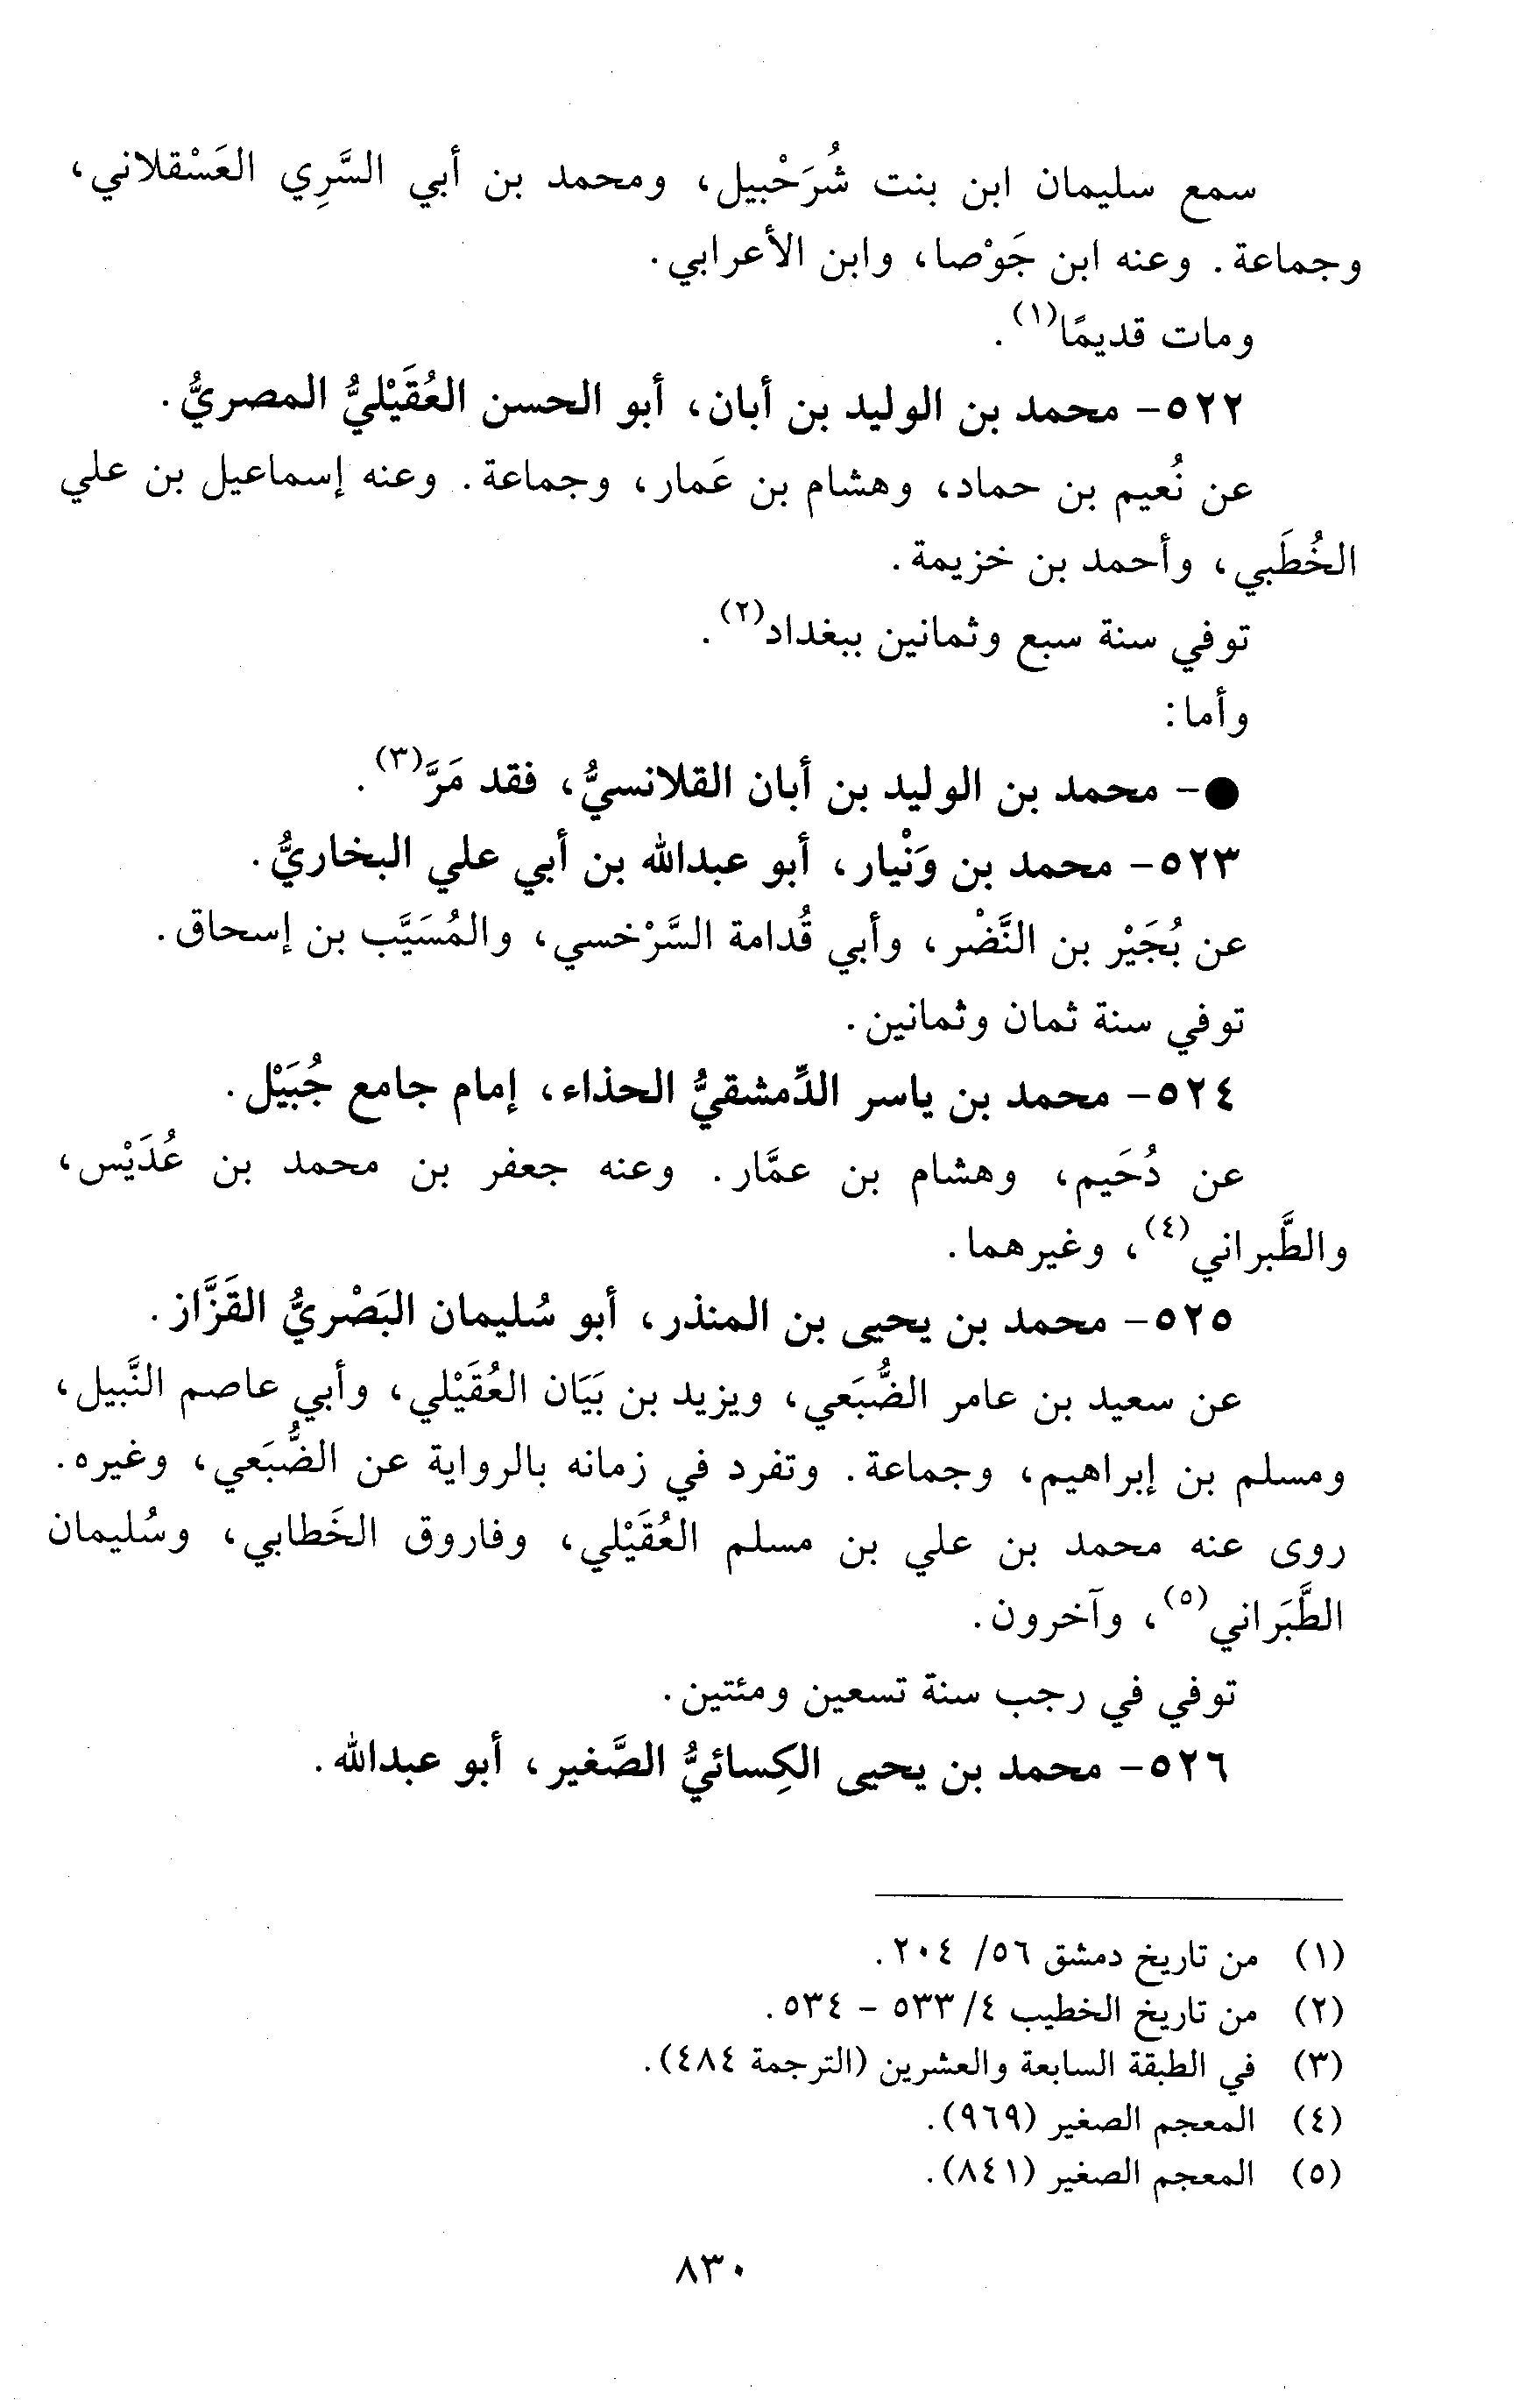 سمع سليمان ابن بنت شُرَحْبيل، ومحمد بن أبي السَّرِي العَسْقلاني،
وجماعة. وعنه ابن جَوْصا، وابن الأعرابي.
ومات قديمًا(١).
٥٢٢- محمد بن الوليد بن أبان، أبو الحسن العُقَيْليُّ المصريُّ.
عن نُعيم بن حماد، وهشام بن عَمار، وجماعة. وعنه إسماعيل بن علي
الخُطَبي، وأحمد بن خزيمة.
توفي سنة سبع وثمانين ببغداد(٢).
وأما:
●- محمد بن الوليد بن أبان القلانسيُّ، فقد مَرَّ(٣).
٥٢٣- محمد بن وَنْيار، أبو عبدالله بن أبي علي البخاريُّ.
عن بُجَيْر بن النَّضْر، وأبي قُدامة السَّرْخسي، والمُسَيَّب بن إسحاق.
توفي سنة ثمان وثمانين.
٥٢٤- محمد بن ياسر الدِّمشقيُّ الحذاء، إمام جامع جُبَيْل.
عن دُحَيم، وهشام بن عمَّار. وعنه جعفر بن محمد بن عُدَيْس،
والطَّبراني(٤)، وغيرهما.
٥٢٥- محمد بن يحيى بن المنذر، أبو سُليمان البَصْريُّ القَزَّاز.
عن سعيد بن عامر الضُّبَعي، ويزيد بن بَيَان العُقَيْلي، وأبي عاصم النَّبيل،
ومسلم بن إبراهيم، وجماعة. وتفرد في زمانه بالرواية عن الضُّبَعي، وغيره.
روى عنه محمد بن علي بن مسلم العُقَيْلي، وفاروق الخَطابي، وسُليمان
الطَّبَراني(٥)، وآخرون.
توفي في رجب سنة تسعين ومئتين.
٥٢٦- محمد بن يحيى الكِسائيُّ الصَّغير، أبو عبدالله.
(١) من تاريخ دمشق ٥٦/ ٢٠٤.
(٢) من تاريخ الخطيب ٤/ ٥٣٣ - ٥٣٤.
(٣) في الطبقة السابعة والعشرين (الترجمة ٤٨٤).
(٤) المعجم الصغير (٩٦٩).
(٥) المعجم الصغير (٨٤١).
٨٣٠